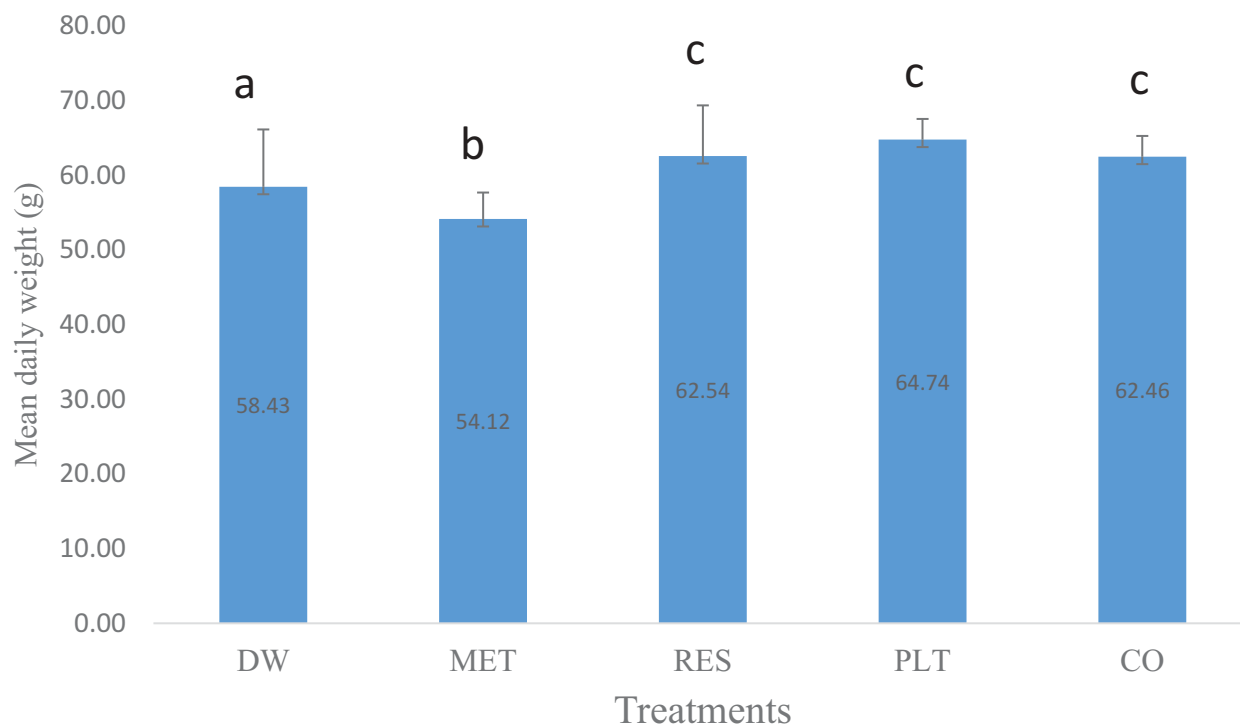 80.00
70.00
60.00
50.00
40.00
30.00
20.00
10.00
0.00
Mean daily weight (g)
a
b
c
c
c
58.43
54.12
62.54
64.74
62.46
DW MET RES PLT CO
Treatments